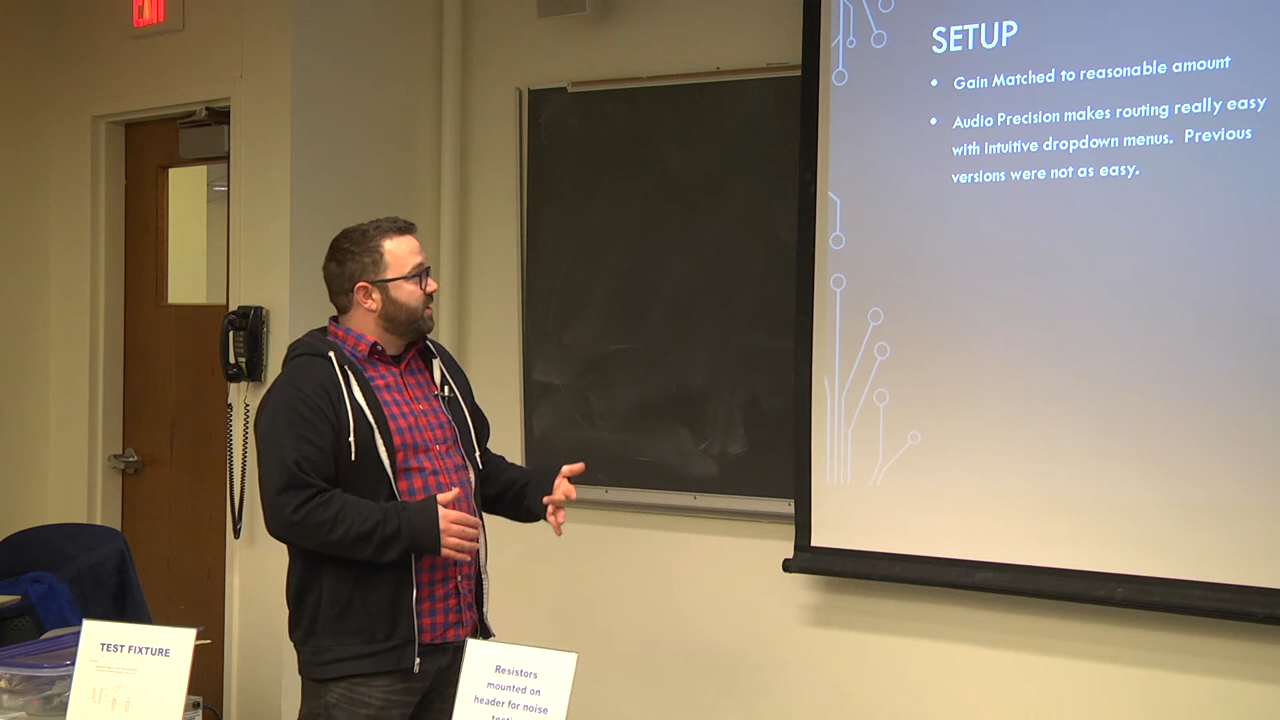 EXIT
SETUP
• Gain Matched to reasonable amount
• Audio Precision makes routing really easy
with intuitive dropdown menus. Previous
versions were not as easy.
TEST FIXTURE
Resistors
mounted on
header for noise